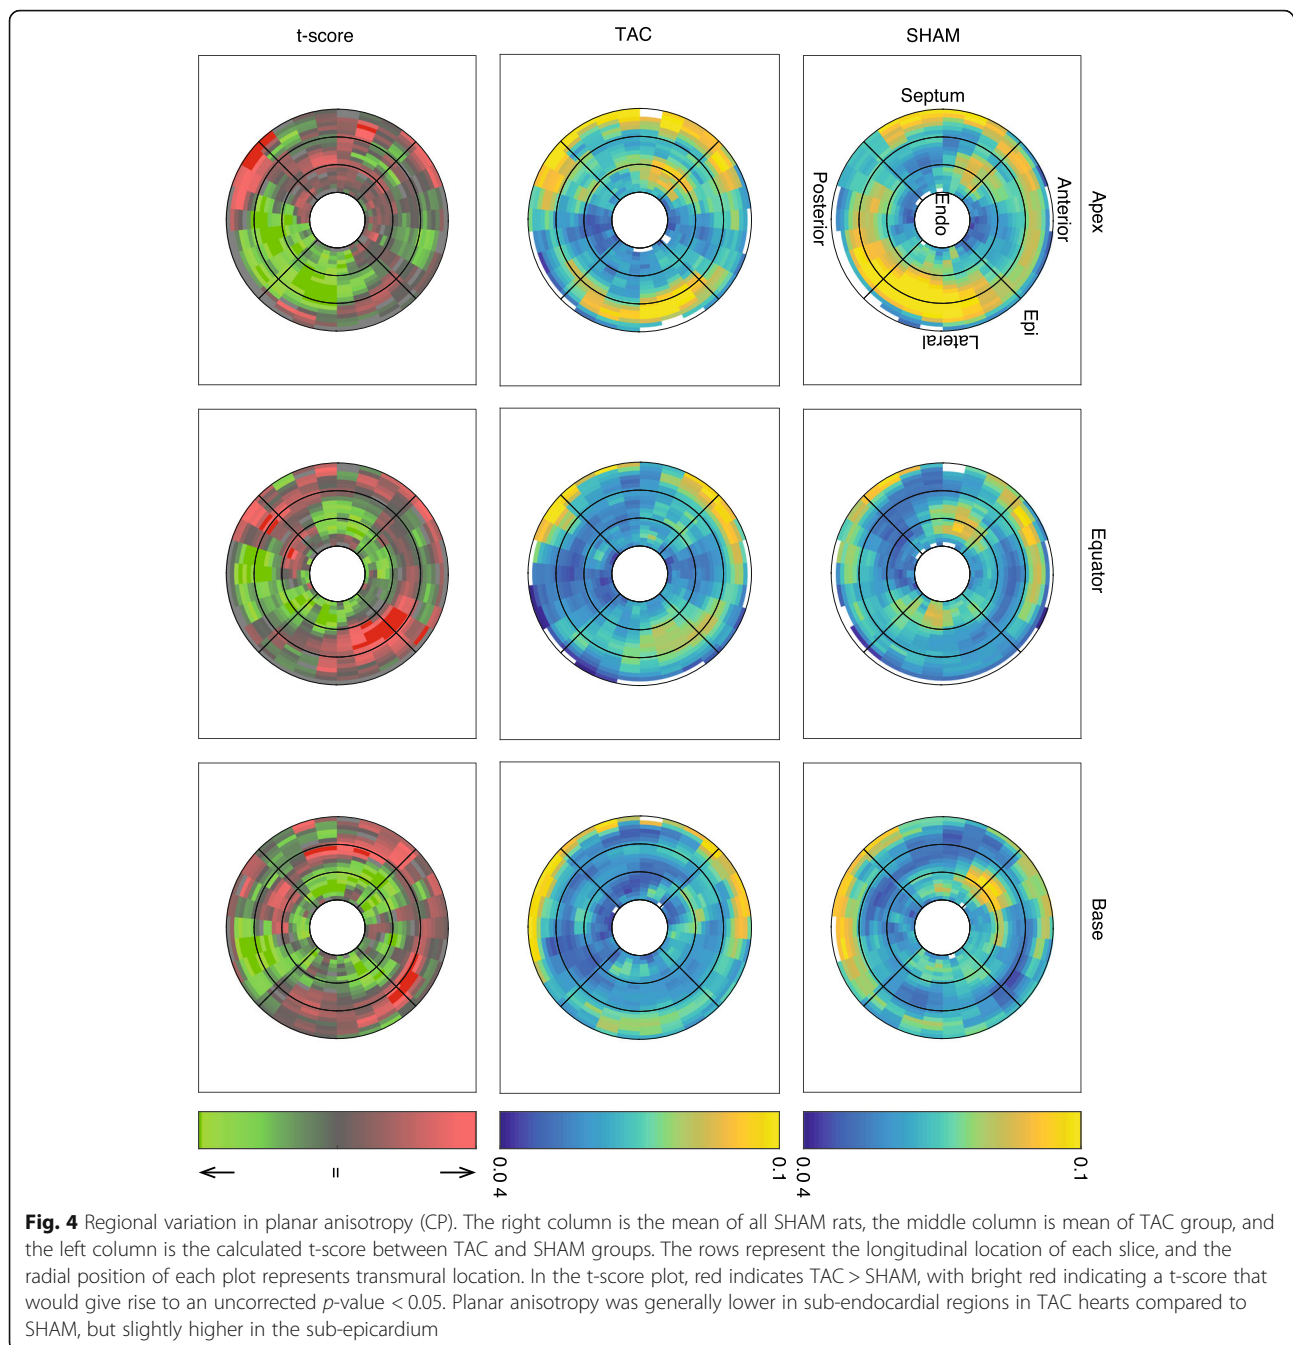 t-score
TAC
SHAM
Septum
Posterior
Endo
Anterior
Apex
Epi
Lateral
Equator
Base
=
0.04
0.1
0.04
0.1
Fig. 4 Regional variation in planar anisotropy (CP). The right column is the mean of all SHAM rats, the middle column is mean of TAC group, and
the left column is the calculated t-score between TAC and SHAM groups. The rows represent the longitudinal location of each slice, and the
radial position of each plot represents transmural location. In the t-score plot, red indicates TAC > SHAM, with bright red indicating a t-score that
would give rise to an uncorrected p-value < 0.05. Planar anisotropy was generally lower in sub-endocardial regions in TAC hearts compared to
SHAM, but slightly higher in the sub-epicardium